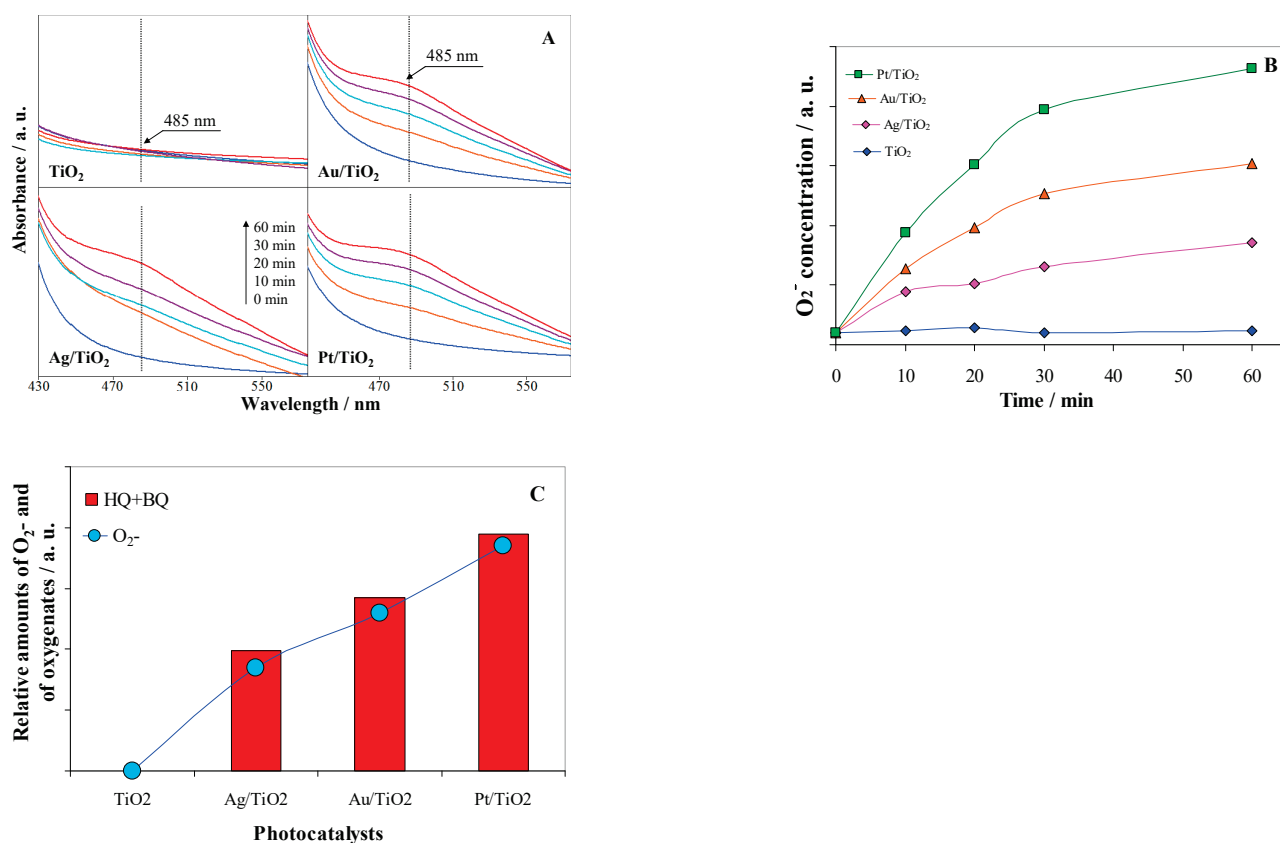 A
485 nm
485 nm
TiO₂
Au/TiO₂
60 min
30 min
20 min
10 min
0 min
Ag/TiO₂
Pt/TiO₂
430 470 510 550 470 510 550
Absorbance / a. u.
Wavelength / nm
B
Pt/TiO₂
Au/TiO₂
Ag/TiO₂
TiO₂
O₂⁻ concentration / a. u.
0 10 20 30 40 50 60
Time / min
C
HQ+BQ
O₂-
Relative amounts of O₂- and
of oxygenates / a. u.
TiO2 Ag/TiO2 Au/TiO2 Pt/TiO2
Photocatalysts